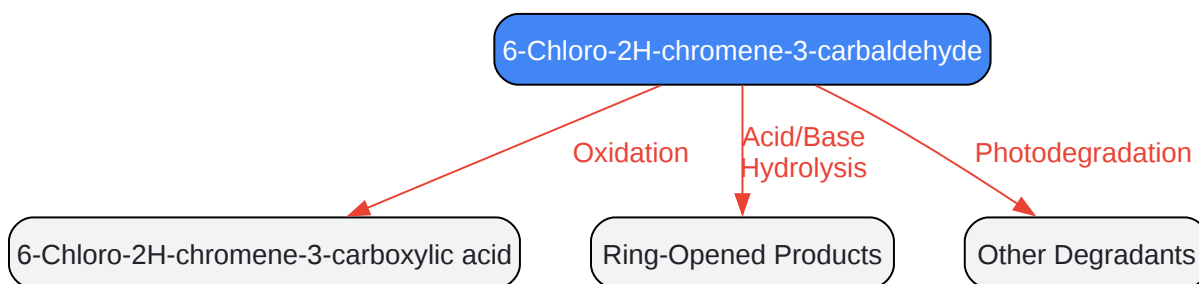 6-Chloro-2H-chromene-3-carbaldehyde
Oxidation
Acid/Base
Hydrolysis
Photodegradation
6-Chloro-2H-chromene-3-carboxylic acid
Ring-Opened Products
Other Degradants